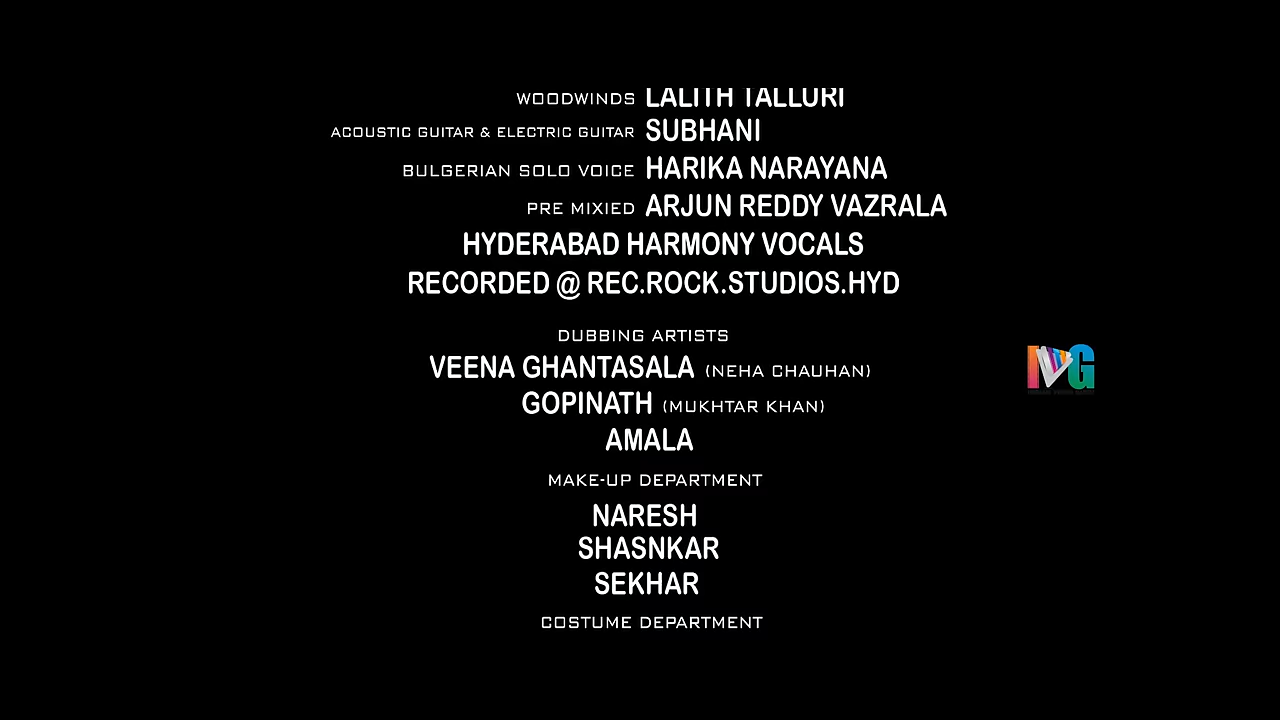 WOODWINDS LALITH TALLURI
ACOUSTIC GUITAR & ELECTRIC GUITAR SUBHANI
BULGERIAN SOLO VOICE HARIKA NARAYANA
PRE MIXIED ARJUN REDDY VAZRALA
HYDERABAD HARMONY VOCALS
RECORDED @ REC.ROCK.STUDIOS.HYD
DUBBING ARTISTS
VEENA GHANTASALA (NEHA CHAUHAN)
GOPINATH (MUKHTAR KHAN)
AMALA
MAKE-UP DEPARTMENT
NARESH
SHASNKAR
SEKHAR
COSTUME DEPARTMENT